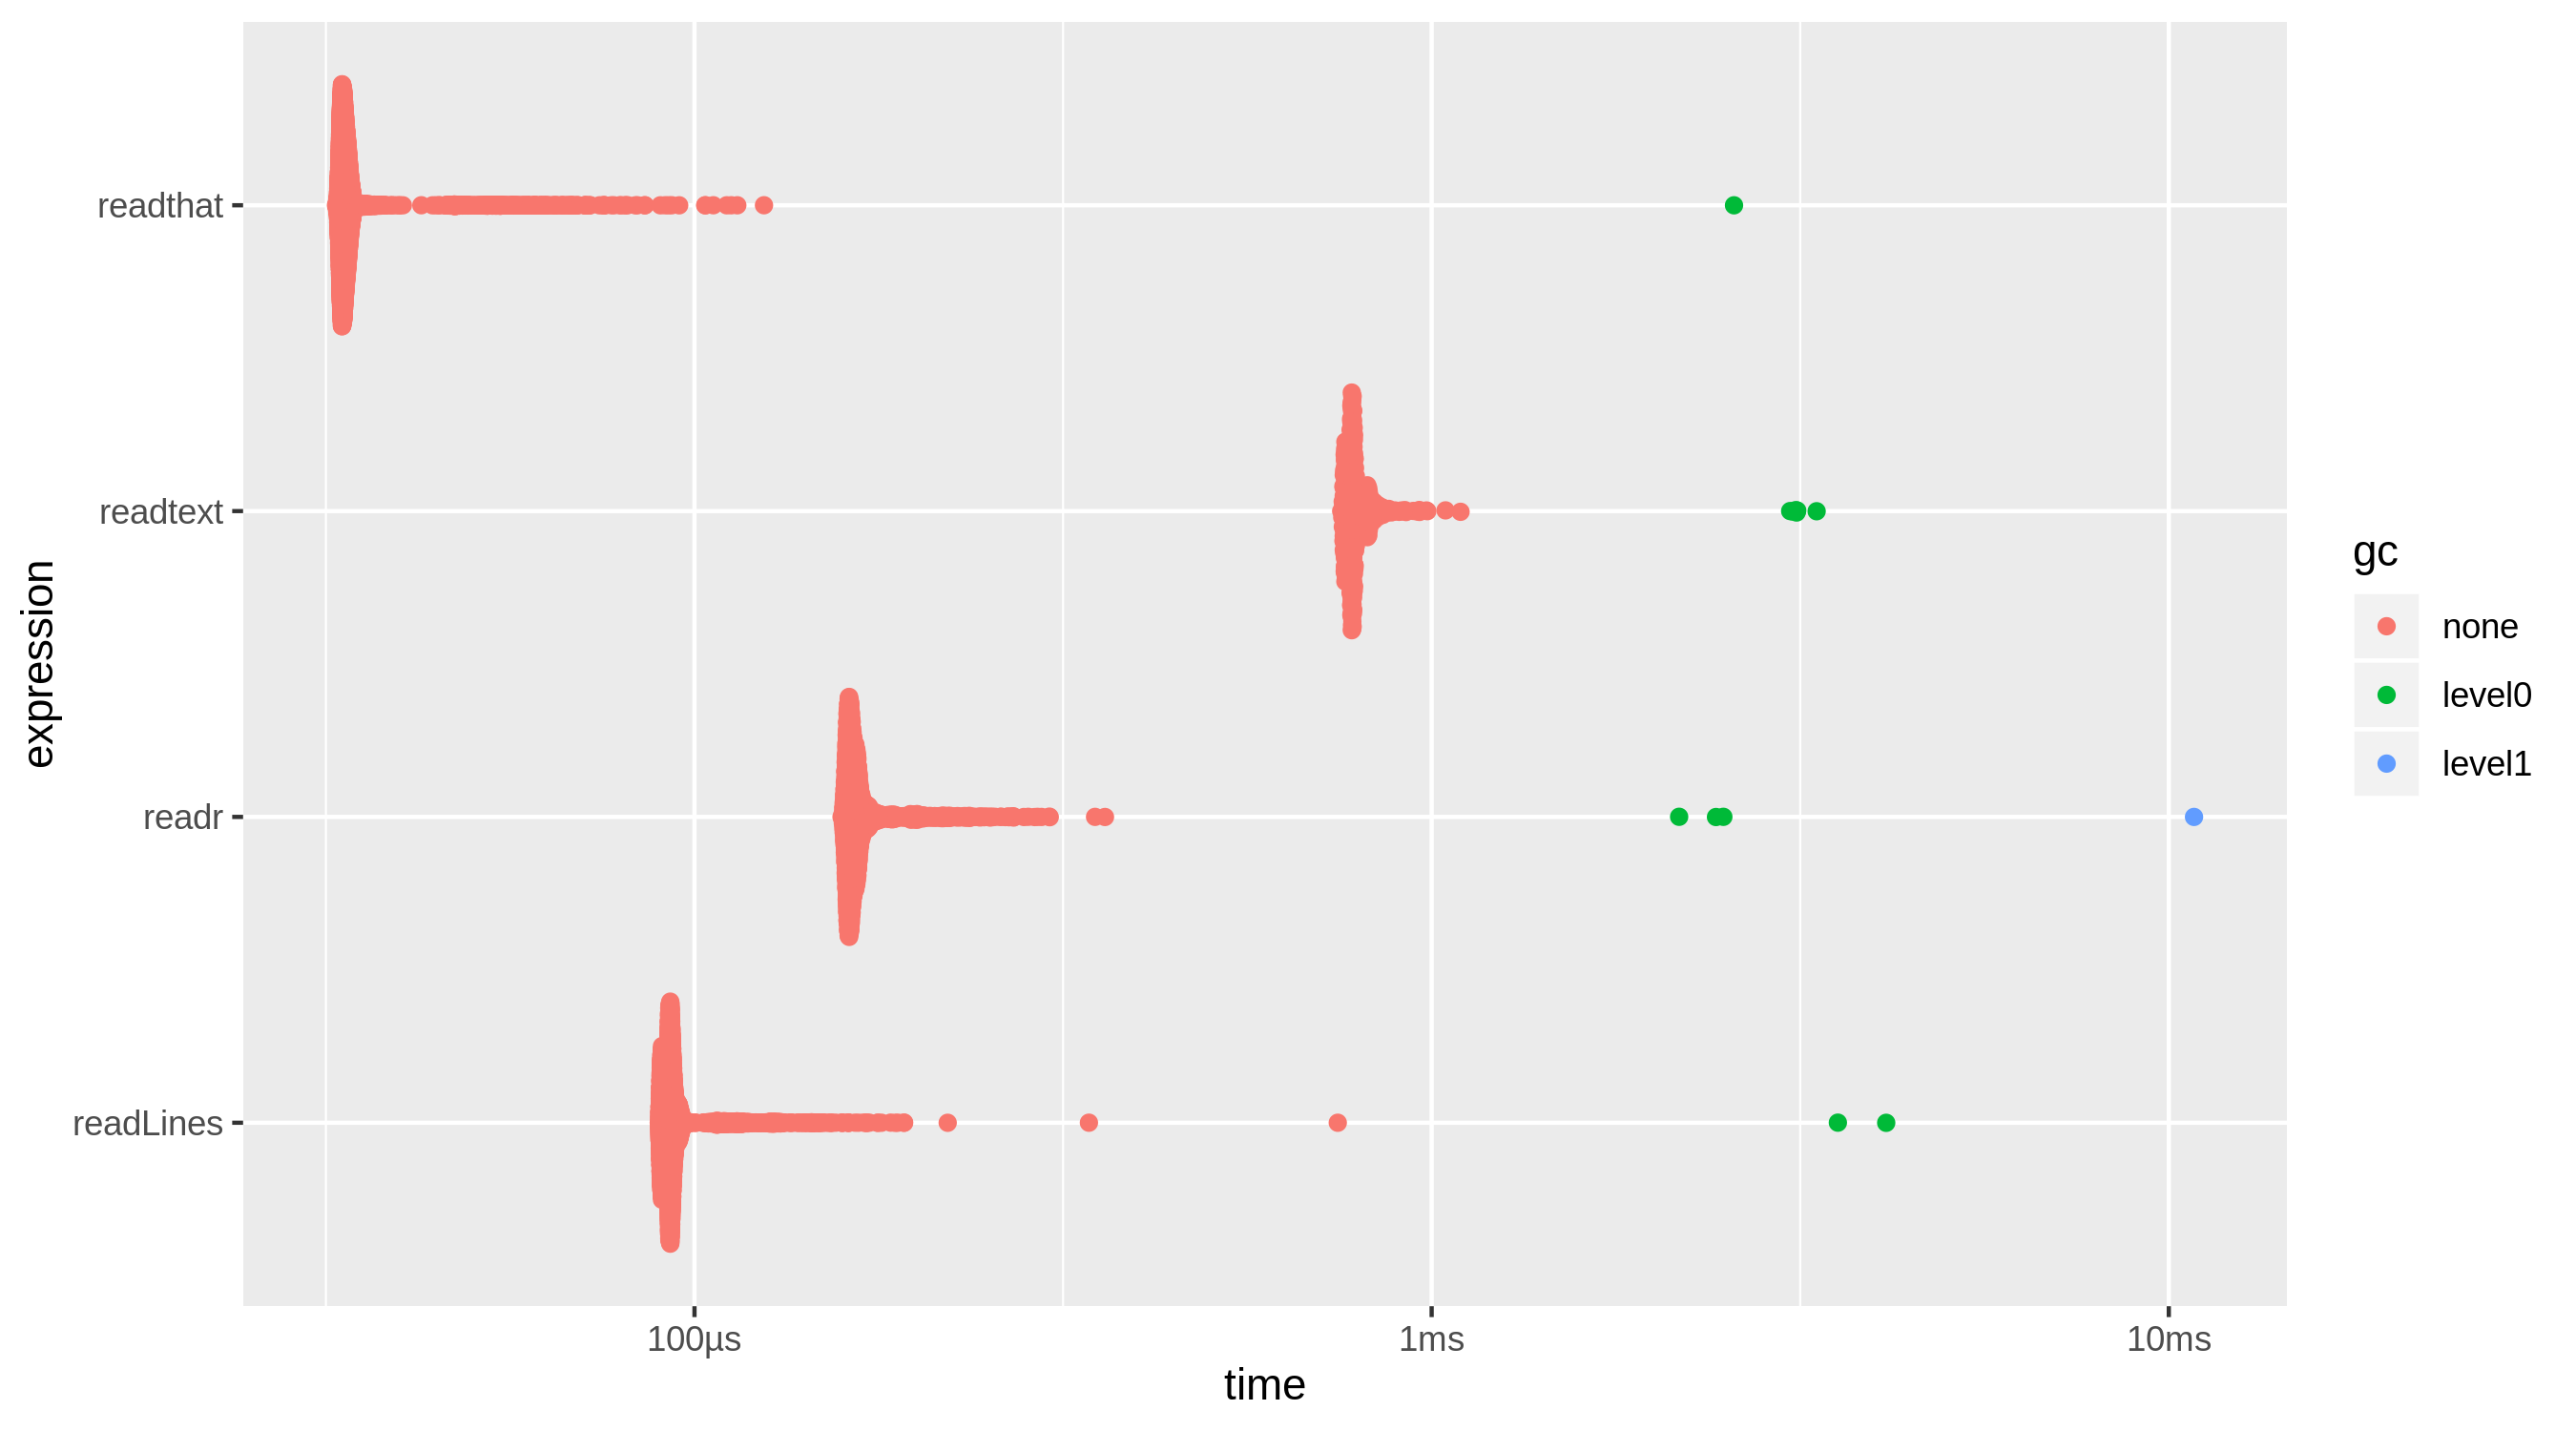 expression
readthat
readtext
readr
readLines
100µs
1ms
10ms
time
gc
none
level0
level1